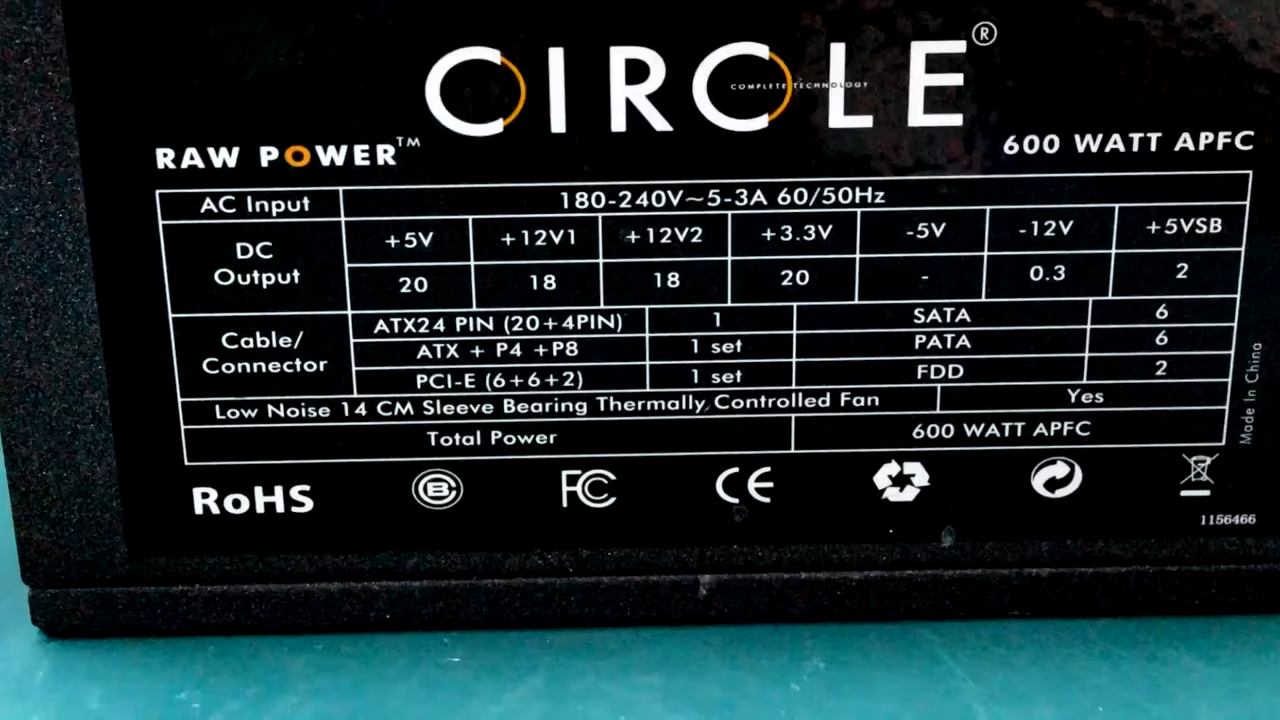 CIRCLE®
COMPLETE TECHNOLOGY
RAW POWER™ 600 WATT APFC
AC Input 180-240V~5-3A 60/50Hz
DC Output +5V +12V1 +12V2 +3.3V -5V -12V +5VSB
20 18 18 20 - 0.3 2
Cable/ Connector ATX24 PIN (20+4PIN) 1 SATA 6
ATX + P4 +P8 1 set PATA 6
PCI-E (6+6+2) 1 set FDD 2
Low Noise 14 CM Sleeve Bearing Thermally Controlled Fan Yes
Total Power 600 WATT APFC
Made In China
RoHS B FC CE
1156466